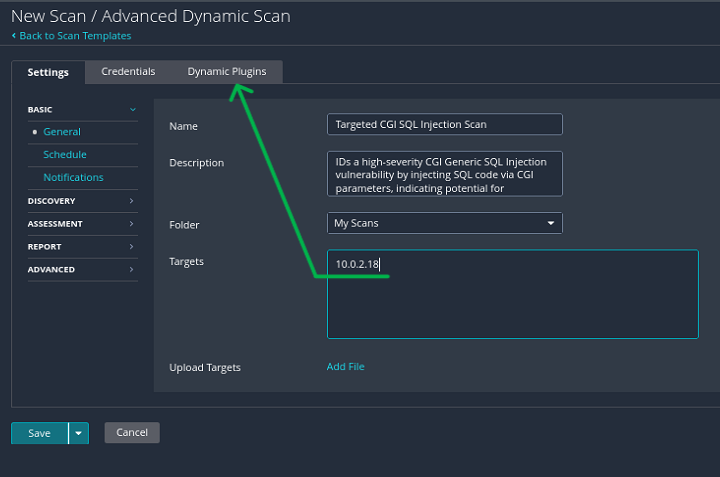 New Scan / Advanced Dynamic Scan
Back to Scan Templates
Settings
Credentials
Dynamic Plugins
BASIC
General
Schedule
Notifications
DISCOVERY
ASSESSMENT
REPORT
ADVANCED
Name
Targeted CGI SQL Injection Scan
Description
IDs a high-severity CGI Generic SQL Injection
vulnerability by injecting SQL code via CGI
parameters, indicating potential for
Folder
My Scans
Targets
10.0.2.18
Upload Targets
Add File
Save
Cancel